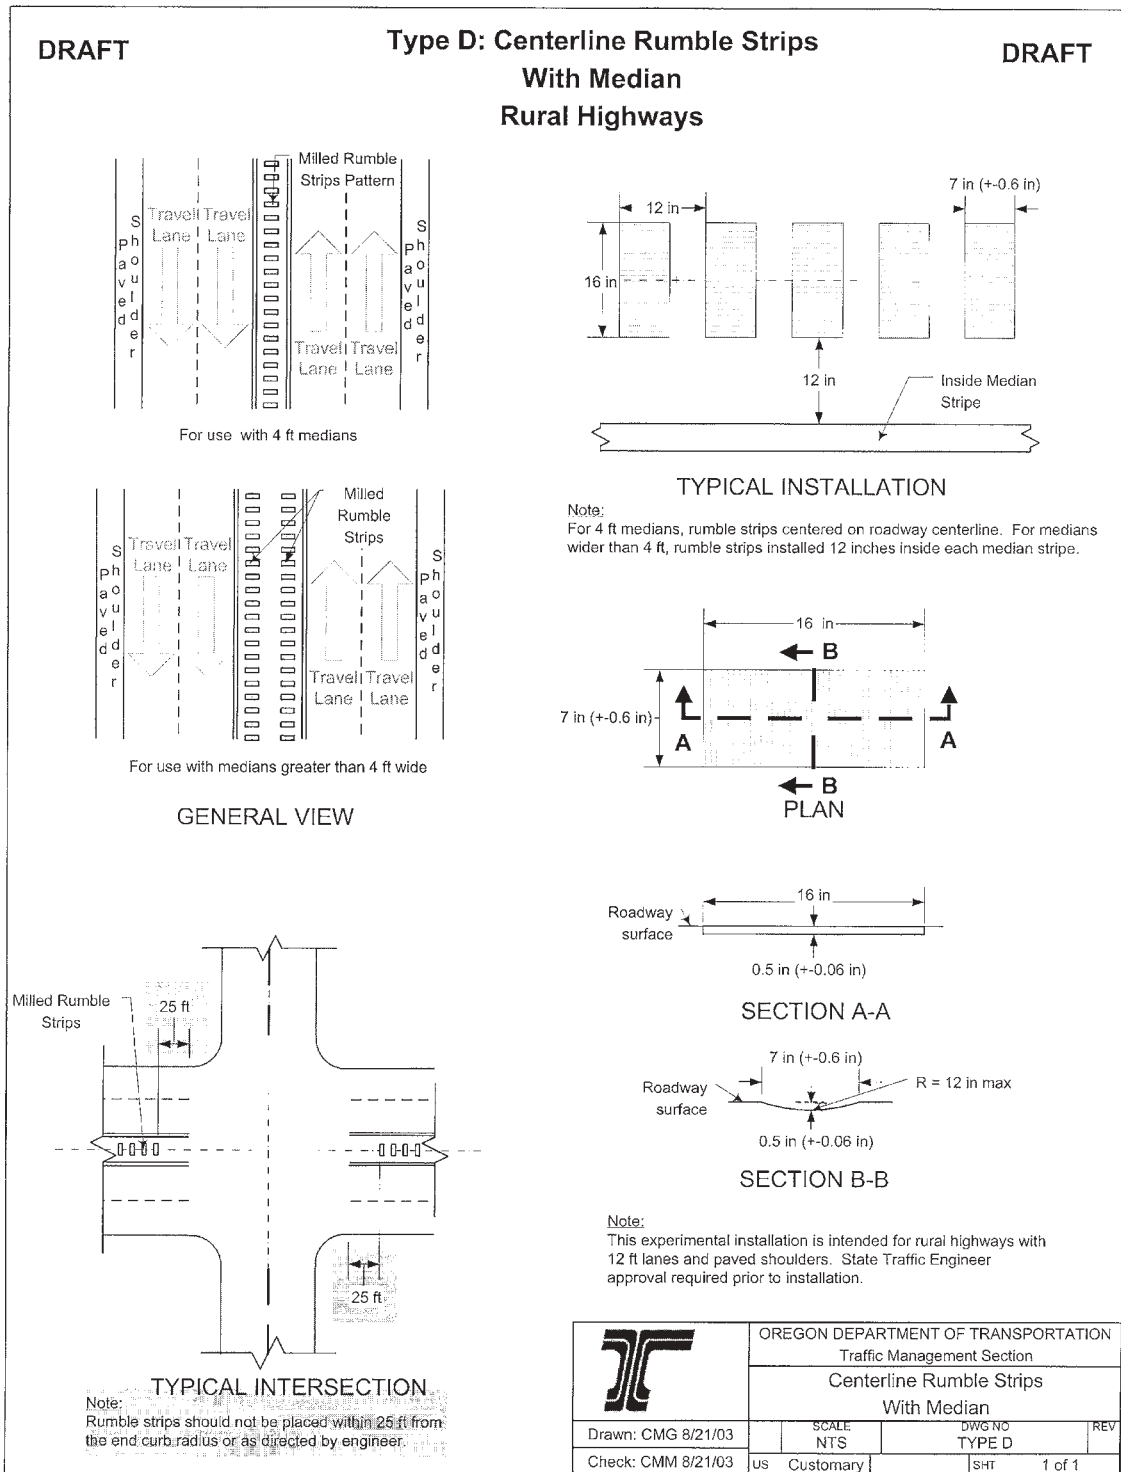 DRAFT
Type D: Centerline Rumble Strips
With Median
Rural Highways
DRAFT
Milled Rumble
Strips Pattern
Paved
Shoulder
Travel
Lane
Travel
Lane
Travel
Lane
Travel
Lane
Paved
Shoulder
For use with 4 ft medians
Milled
Rumble
Strips
Paved
Shoulder
Travel
Lane
Travel
Lane
Travel
Lane
Travel
Lane
Paved
Shoulder
For use with medians greater than 4 ft wide
GENERAL VIEW
7 in (+-0.6 in)
12 in
16 in
12 in
Inside Median
Stripe
TYPICAL INSTALLATION
Note:
For 4 ft medians, rumble strips centered on roadway centerline. For medians
wider than 4 ft, rumble strips installed 12 inches inside each median stripe.
16 in
B
7 in (+-0.6 in)
A
A
B
PLAN
16 in
Roadway
surface
0.5 in (+-0.06 in)
SECTION A-A
7 in (+-0.6 in)
Roadway
surface
R = 12 in max
0.5 in (+-0.06 in)
SECTION B-B
Note:
This experimental installation is intended for rural highways with
12 ft lanes and paved shoulders. State Traffic Engineer
approval required prior to installation.
Milled Rumble
Strips
25 ft
25 ft
TYPICAL INTERSECTION
Note:
Rumble strips should not be placed within 25 ft from
the end curb radius or as directed by engineer.
OREGON DEPARTMENT OF TRANSPORTATION
Traffic Management Section
Centerline Rumble Strips
With Median
Drawn: CMG 8/21/03
SCALE
NTS
DWG NO
TYPE D
REV
Check: CMM 8/21/03
US Customary
SHT 1 of 1